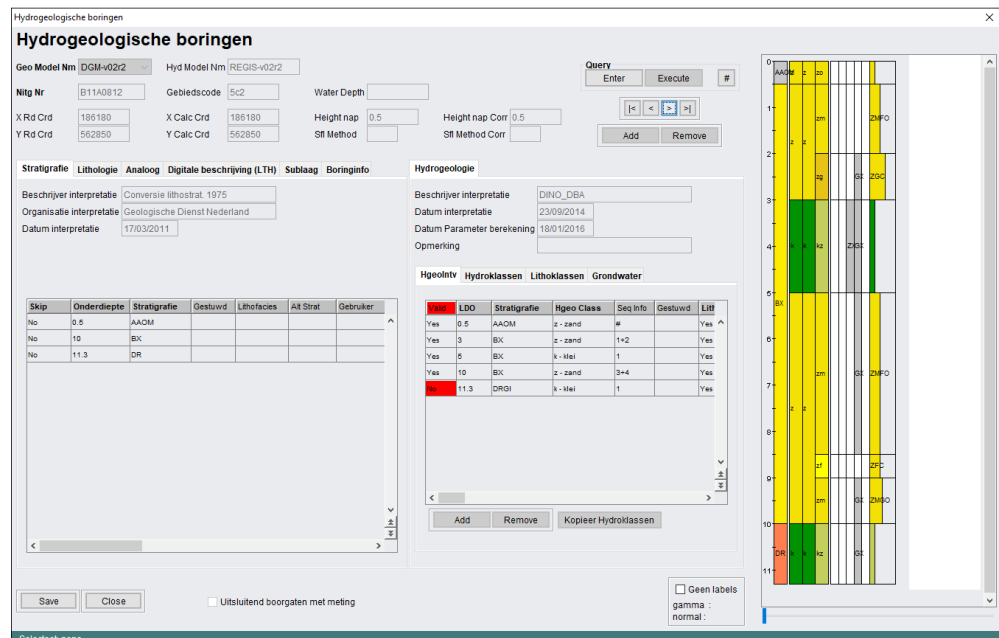 Hydrogeologische boringen
Hydrogeologische boringen
Geo Model Nm DGM-v02r2 Hyd Model Nm REGIS-v02r2
Query
Enter Execute #
Nitg Nr B11A0812 Gebiedscode 5c2 Water Depth
|< < > >|
X Rd Crd 186180 X Calc Crd 186180 Height nap 0.5 Height nap Corr 0.5
Y Rd Crd 562850 Y Calc Crd 562850 Sfl Method Sfl Method Corr
Add Remove
Stratigrafie Lithologie Analoog Digitale beschrijving (LTH) Sublaag Boringinfo
Beschrijver interpretatie Conversie lithostrat. 1975
Organisatie interpretatie Geologische Dienst Nederland
Datum interpretatie 17/03/2011
Skip Onderdiepte Stratigrafie Gestuwd Lithofacies Alt Strat Gebruiker
No 0.5 AAOM
No 10 BX
No 11.3 DR
Hydrogeologie
Beschrijver interpretatie DINO_DBA
Datum interpretatie 23/09/2014
Datum Parameter berekening 18/01/2016
Opmerking
HgeoIntv Hydroklassen Lithoklassen Grondwater
Valid LDO Stratigrafie Hgeo Class Seq Info Gestuwd Lith
Yes 0.5 AAOM z - zand # Yes
Yes 3 BX z - zand 1+2 Yes
Yes 5 BX k - klei 1 Yes
Yes 10 BX z - zand 3+4 Yes
No 11.3 DRGI k - klei 1 Yes
Add Remove Kopieer Hydroklassen
0 AAOM z zo
1 zm ZMFO
z z
2
zg GX ZGC
3
4 k k kz ZX GX
5
BX
6
zm GX ZMFO
7
z z
8
zf ZFC
9
zm GX ZMGO
10
DR k k kz GX
11
Save Close Uitsluitend boorgaten met meting
Geen labels
gamma :
normal :